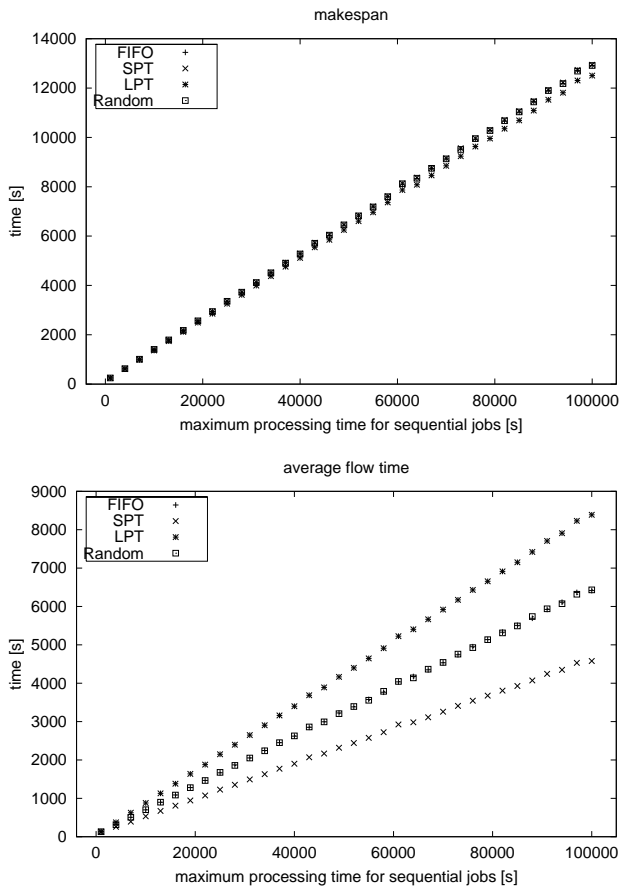 makespan
14000
12000
10000
8000
6000
4000
2000
0
time [s]
FIFO
SPT
LPT
Random
0 20000 40000 60000 80000 100000
maximum processing time for sequential jobs [s]
average flow time
9000
8000
7000
6000
5000
4000
3000
2000
1000
0
time [s]
FIFO
SPT
LPT
Random
0 20000 40000 60000 80000 100000
maximum processing time for sequential jobs [s]